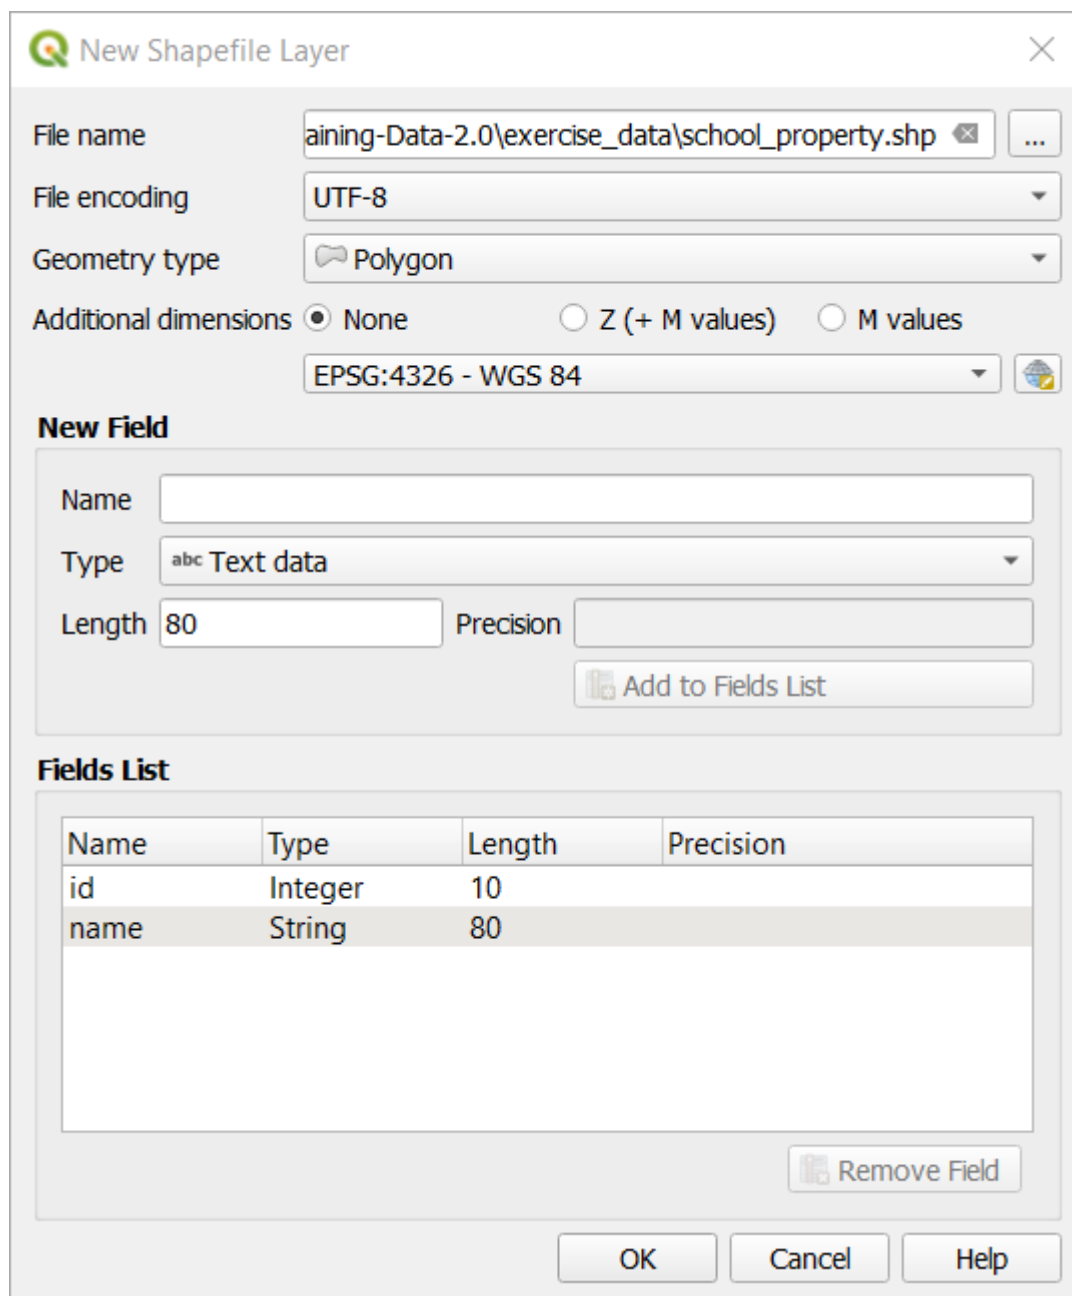 New Shapefile Layer
File name aining-Data-2.0\exercise_data\school_property.shp ...
File encoding UTF-8
Geometry type Polygon
Additional dimensions None Z (+ M values) M values
EPSG:4326 - WGS 84
New Field
Name
Type abc Text data
Length 80 Precision
Add to Fields List
Fields List
Name Type Length Precision
id Integer 10
name String 80
Remove Field
OK Cancel Help